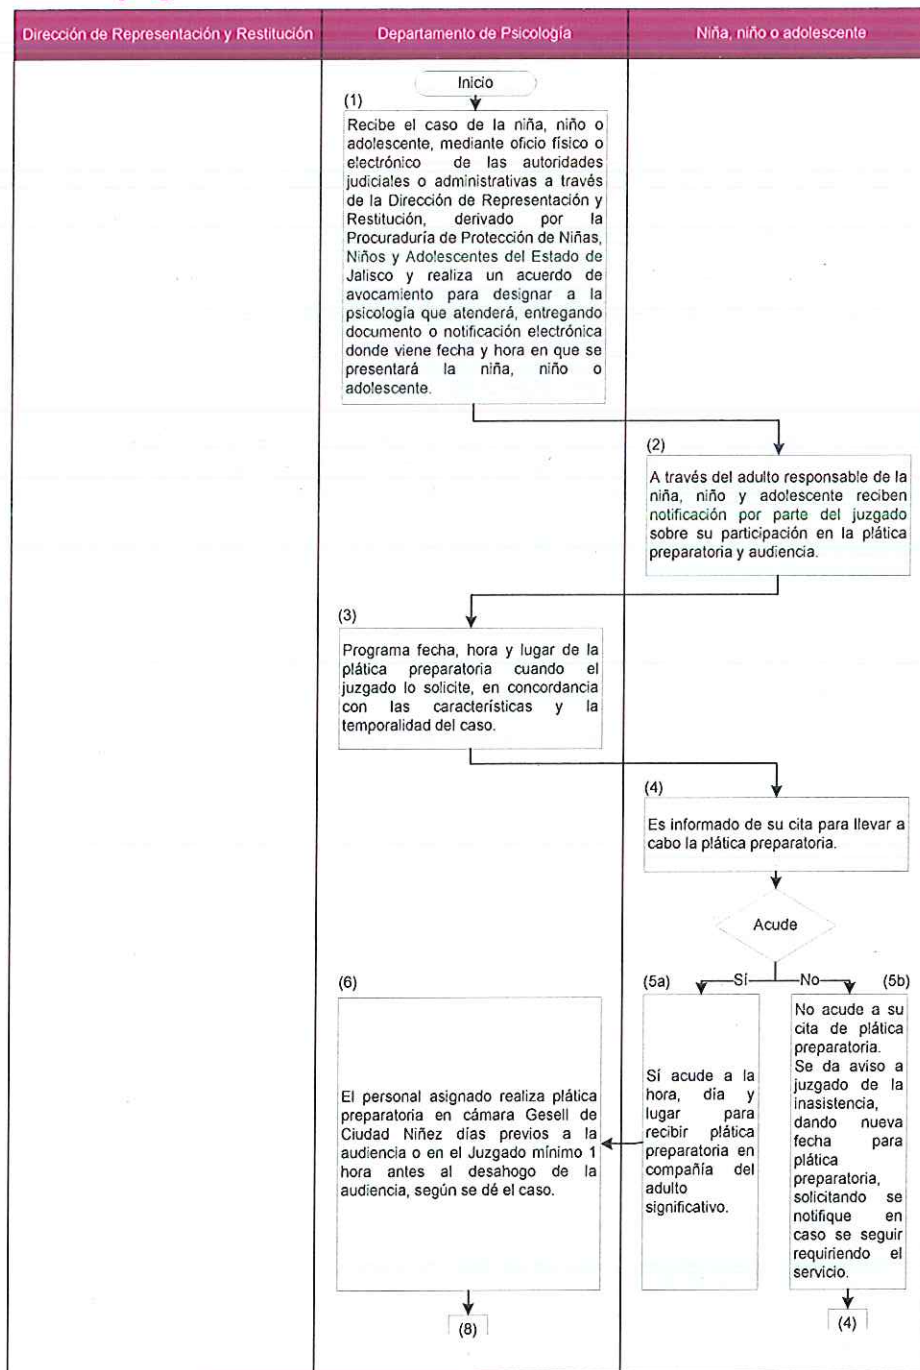 Dirección de Representación y Restitución
Departamento de Psicología
Niña, niño o adolescente
Inicio
(1)
Recibe el caso de la niña, niño o
adolescente, mediante oficio físico o
electrónico de las autoridades
judiciales o administrativas a través
de la Dirección de Representación y
Restitución, derivado por la
Procuraduría de Protección de Niñas,
Niños y Adolescentes del Estado de
Jalisco y realiza un acuerdo de
avocamiento para designar a la
psicología que atenderá, entregando
documento o notificación electrónica
donde viene fecha y hora en que se
presentará la niña, niño o
adolescente.
(2)
A través del adulto responsable de la
niña, niño y adolescente reciben
notificación por parte del juzgado
sobre su participación en la plática
preparatoria y audiencia.
(3)
Programa fecha, hora y lugar de la
plática preparatoria cuando el
juzgado lo solicite, en concordancia
con las características y la
temporalidad del caso.
(4)
Es informado de su cita para llevar a
cabo la plática preparatoria.
Acude
Sí
No
(5a)
Sí acude a la
hora, día y
lugar para
recibir plática
preparatoria en
compañía del
adulto
significativo.
(5b)
No acude a su
cita de plática
preparatoria.
Se da aviso a
juzgado de la
inasistencia,
dando nueva
fecha para
plática
preparatoria,
solicitando se
notifique en
caso se seguir
requiriendo el
servicio.
(4)
(6)
El personal asignado realiza plática
preparatoria en cámara Gesell de
Ciudad Niñez días previos a la
audiencia o en el Juzgado mínimo 1
hora antes al desahogo de la
audiencia, según se dé el caso.
(8)